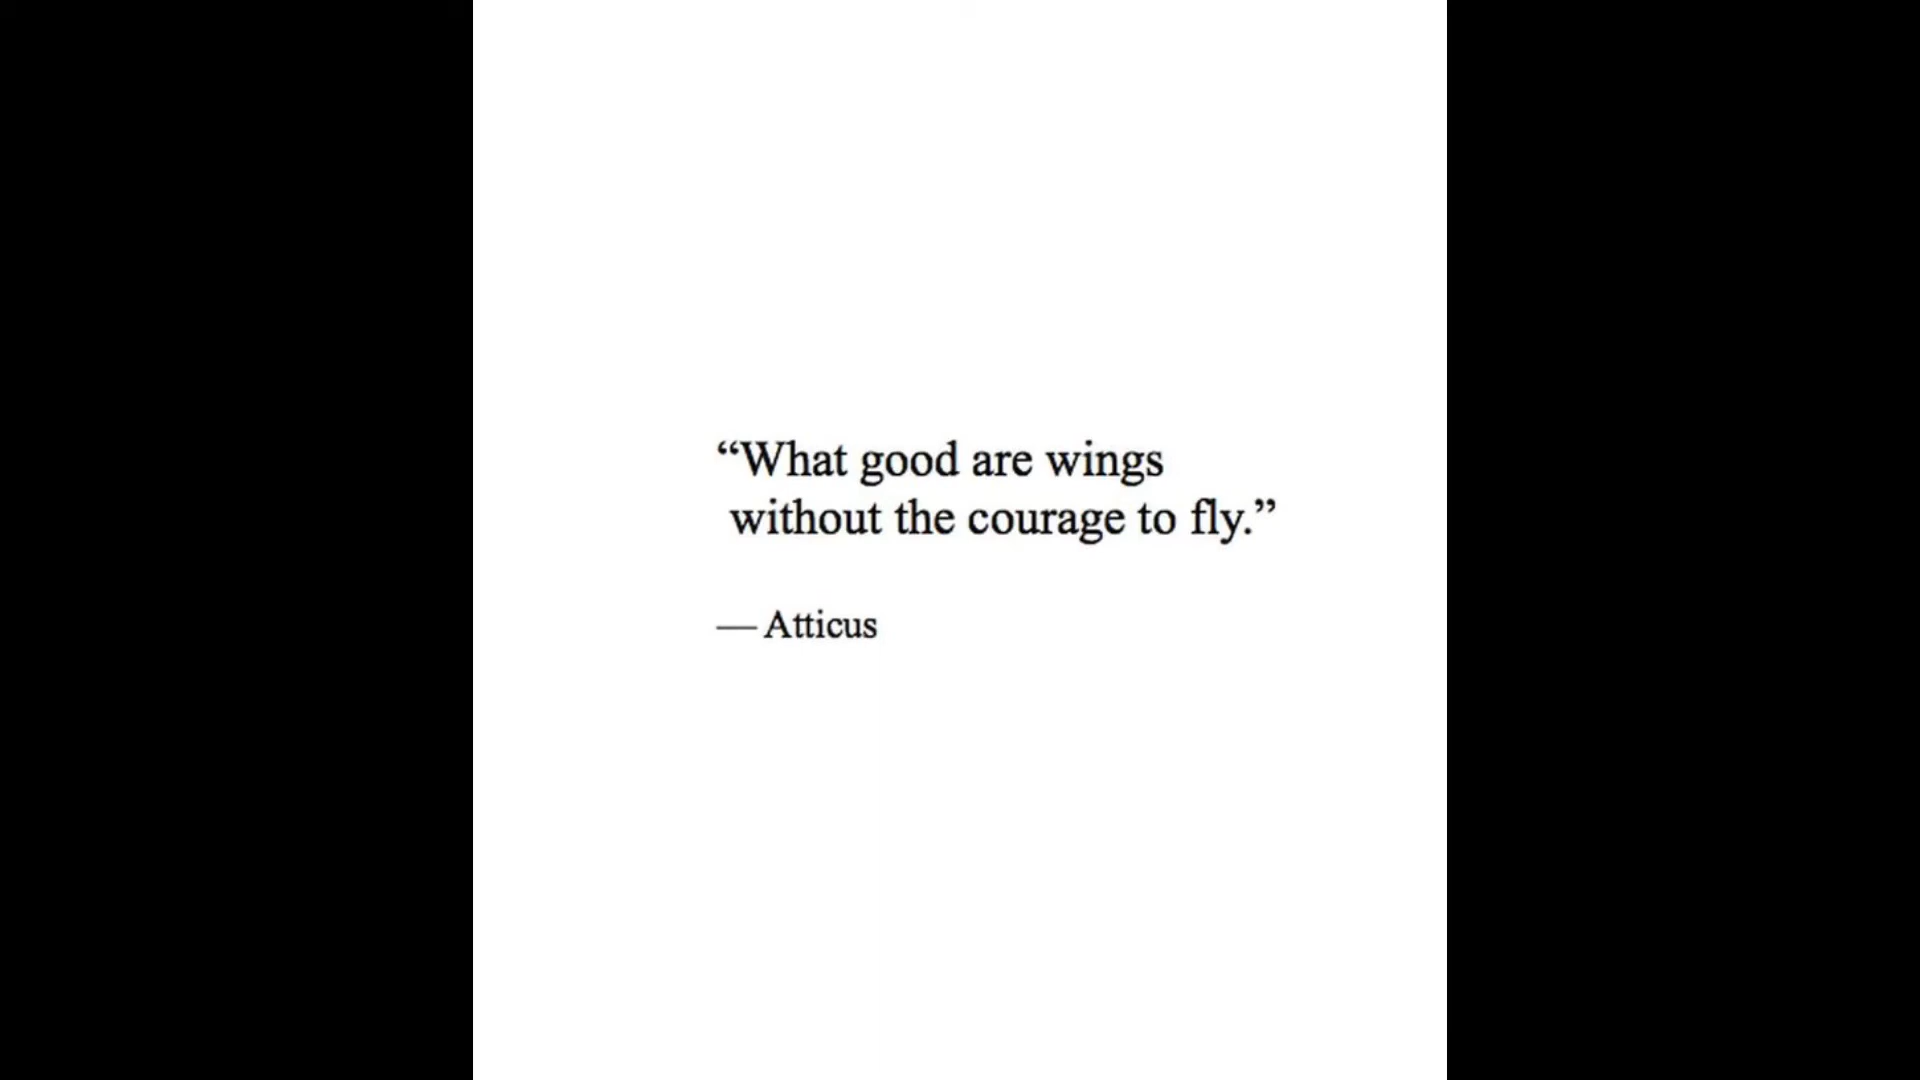 “What good are wings
without the courage to fly.”
— Atticus